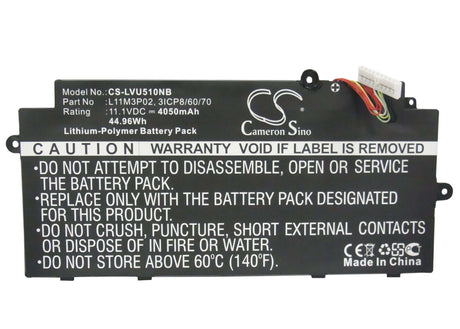 Model No.: CS-LVU510NB
Part No : L11M3P02, 3ICP8/60/70
Rating : 11.1VDC 4050mAh
44.96Wh
Lithium-Polymer Battery Pack
CS
Cameron Sino
CAUTION WARRANTY VOID IF LABEL IS REMOVED
•DO NOT ATTEMPT TO DISASSEMBLE, OPEN OR SERVICE
THE BATTERY PACK.
•REPLACE ONLY WITH THE BATTERY PACK DESIGNATED
FOR THIS PRODUCT.
•DO NOT CRUSH, PUNCTURE, SHORT EXTERNAL CONTACTS
OR DISPOSE OF IN FIRE OR WATER.
•DO NOT STORE ABOVE 60°C (140°F).
CE